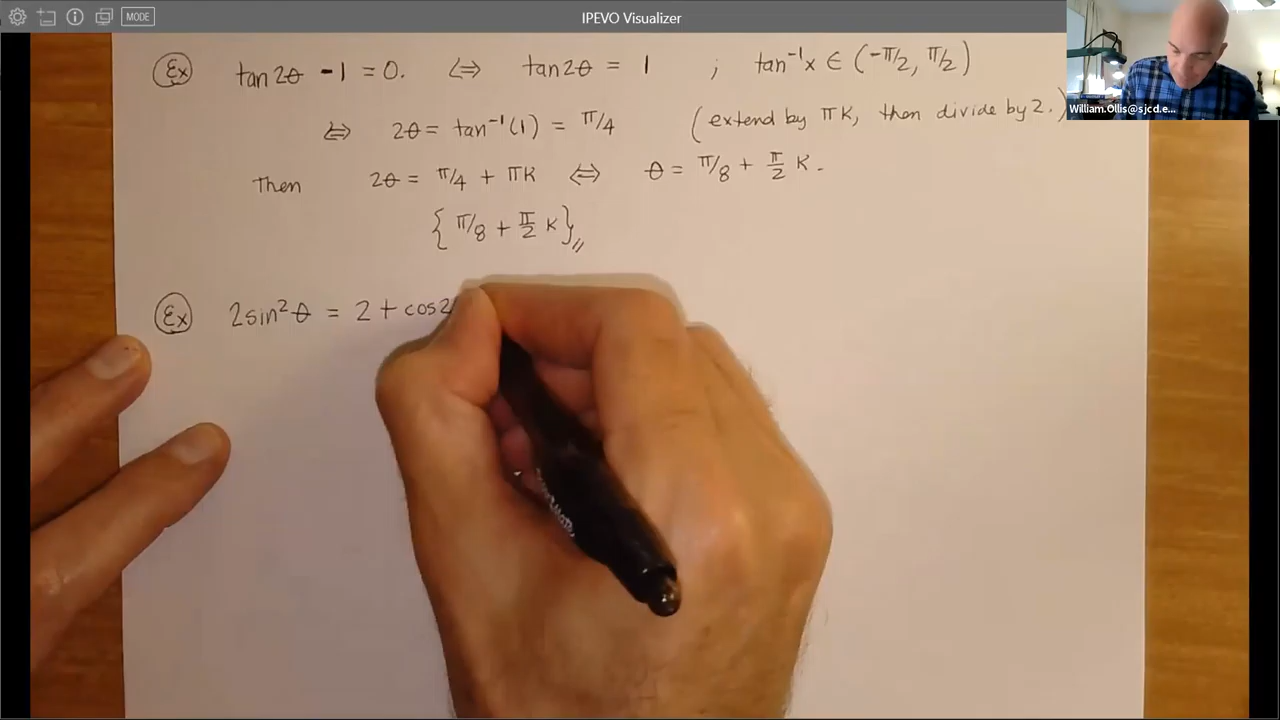 MODE
IPEVO Visualizer
Ex tan2θ -1 = 0. ⇔ tan2θ = 1 ; tan⁻¹x ∈ (-π/2, π/2)
William.Ollis@sjcd.e...
⇔ 2θ = tan⁻¹(1) = π/4 (extend by πK, then divide by 2.)
Then 2θ = π/4 + πK ⇔ θ = π/8 + π/2 K.
{π/8 + π/2 K}
Ex 2sin²θ = 2 + cos2